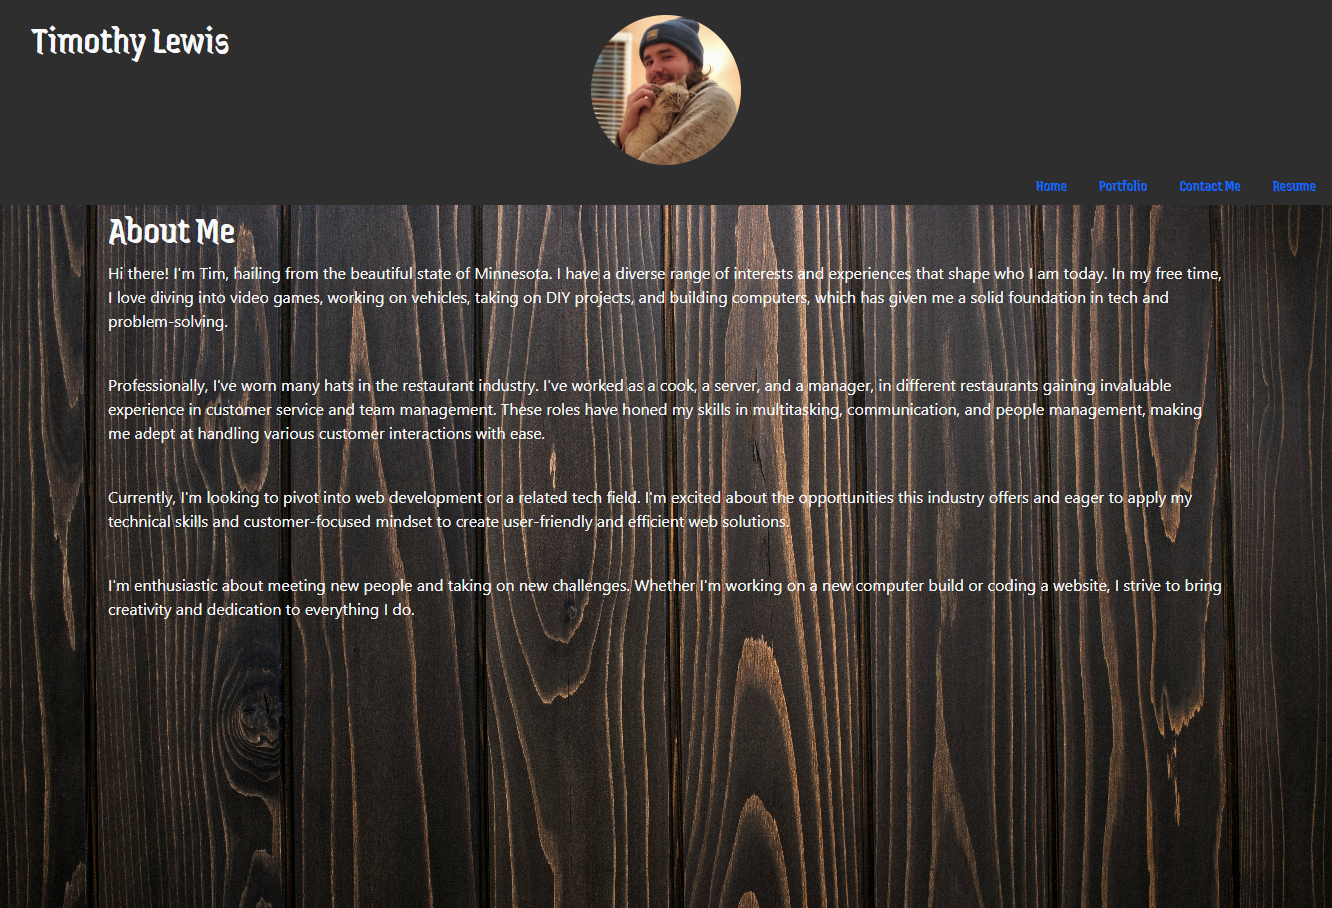 Timothy Lewis
Home Portfolio Contact Me Resume
About Me
Hi there! I'm Tim, hailing from the beautiful state of Minnesota. I have a diverse range of interests and experiences that shape who I am today. In my free time,
I love diving into video games, working on vehicles, taking on DIY projects, and building computers, which has given me a solid foundation in tech and
problem-solving.
Professionally, I've worn many hats in the restaurant industry. I've worked as a cook, a server, and a manager, in different restaurants gaining invaluable
experience in customer service and team management. These roles have honed my skills in multitasking, communication, and people management, making
me adept at handling various customer interactions with ease.
Currently, I'm looking to pivot into web development or a related tech field. I'm excited about the opportunities this industry offers and eager to apply my
technical skills and customer-focused mindset to create user-friendly and efficient web solutions.
I'm enthusiastic about meeting new people and taking on new challenges. Whether I'm working on a new computer build or coding a website, I strive to bring
creativity and dedication to everything I do.